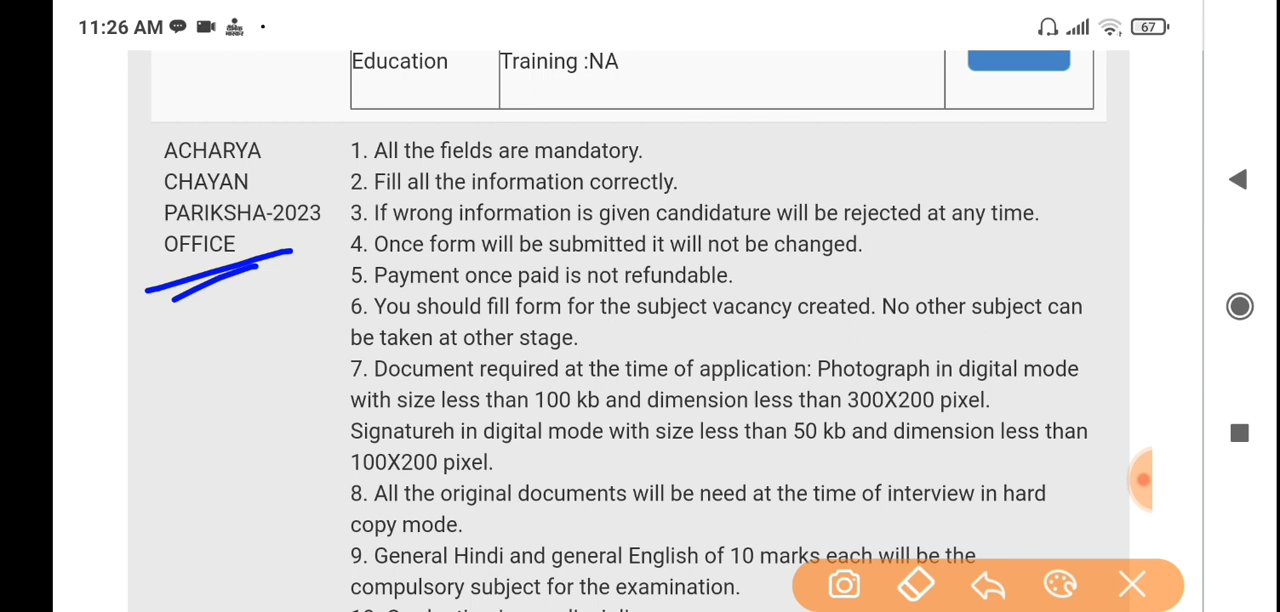 11:26 AM
67
Education
Training :NA
ACHARYA
CHAYAN
PARIKSHA-2023
OFFICE
1. All the fields are mandatory.
2. Fill all the information correctly.
3. If wrong information is given candidature will be rejected at any time.
4. Once form will be submitted it will not be changed.
5. Payment once paid is not refundable.
6. You should fill form for the subject vacancy created. No other subject can
be taken at other stage.
7. Document required at the time of application: Photograph in digital mode
with size less than 100 kb and dimension less than 300X200 pixel.
Signatureh in digital mode with size less than 50 kb and dimension less than
100X200 pixel.
8. All the original documents will be need at the time of interview in hard
copy mode.
9. General Hindi and general English of 10 marks each will be the
compulsory subject for the examination.